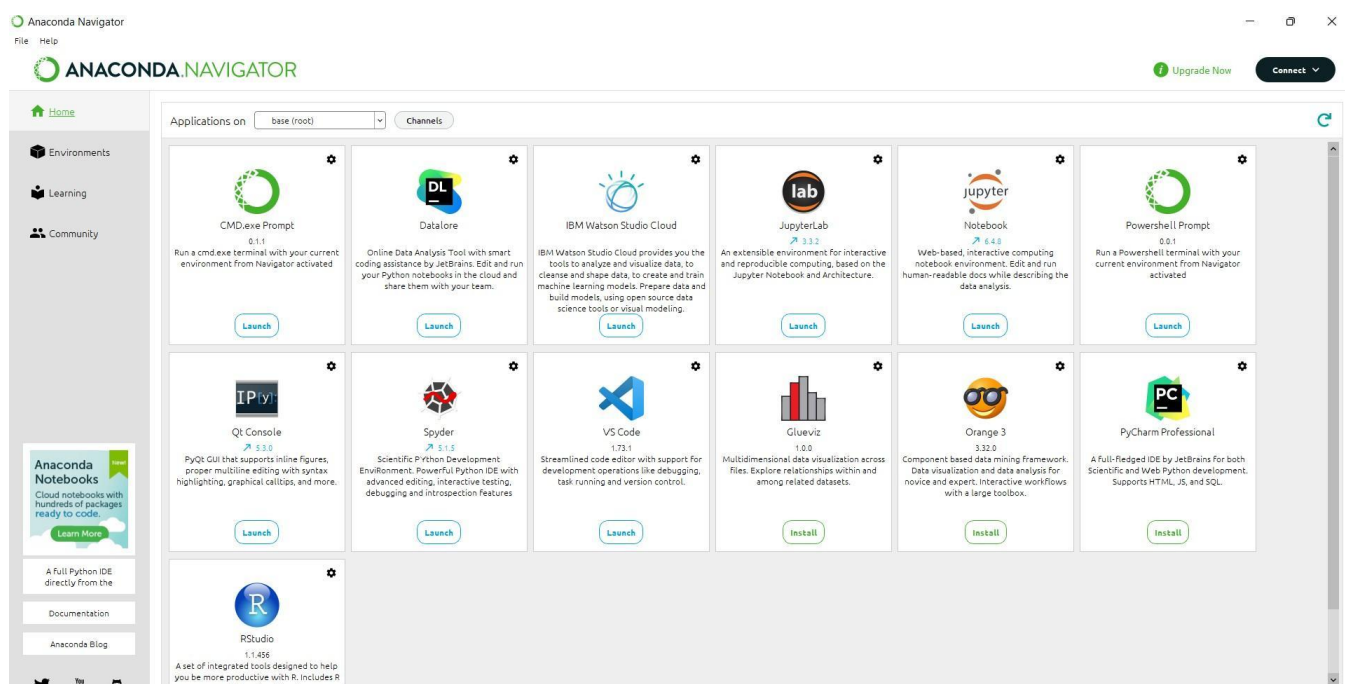 Anaconda Navigator
File Help
ANACONDA.NAVIGATOR
Upgrade Now
Connect
Home
Environments
Learning
Community
Applications on base (root) Channels
CMD.exe Prompt
0.1.1
Run a cmd.exe terminal with your current
environment from Navigator activated
Launch
DL
Datalore
Online Data Analysis Tool with smart
coding assistance by JetBrains. Edit and run
your Python notebooks in the cloud and
share them with your team.
Launch
IBM Watson Studio Cloud
IBM Watson Studio Cloud provides you the
tools to analyze and visualize data, to
cleanse and shape data, to create and train
machine learning models. Prepare data and
build models, using open source data
science tools or visual modeling.
Launch
lab
JupyterLab
3.3.2
An extensible environment for interactive
and reproducible computing, based on the
Jupyter Notebook and Architecture.
Launch
jupyter
Notebook
6.4.8
Web-based, interactive computing
notebook environment. Edit and run
human-readable docs while describing the
data analysis.
Launch
Powershell Prompt
0.0.1
Run a Powershell terminal with your
current environment from Navigator
activated
Launch
IP[y]:
Qt Console
5.3.0
PyQt GUI that supports inline figures,
proper multiline editing with syntax
highlighting, graphical calltips, and more.
Launch
Spyder
5.1.5
Scientific PYthon Development
EnviRonment. Powerful Python IDE with
advanced editing, interactive testing,
debugging and introspection features
Launch
VS Code
1.73.1
Streamlined code editor with support for
development operations like debugging,
task running and version control.
Launch
Glueviz
1.0.0
Multidimensional data visualization across
files. Explore relationships within and
among related datasets.
Install
Orange 3
3.32.0
Component based data mining framework.
Data visualization and data analysis for
novice and expert. Interactive workflows
with a large toolbox.
Install
PC
PyCharm Professional
A full-fledged IDE by JetBrains for both
Scientific and Web Python development.
Supports HTML, JS, and SQL.
Install
R
RStudio
1.1.456
A set of integrated tools designed to help
you be more productive with R. Includes R
Anaconda
Notebooks
New!
Cloud notebooks with
hundreds of packages
ready to code.
Learn More
A full Python IDE
directly from the
Documentation
Anaconda Blog
You